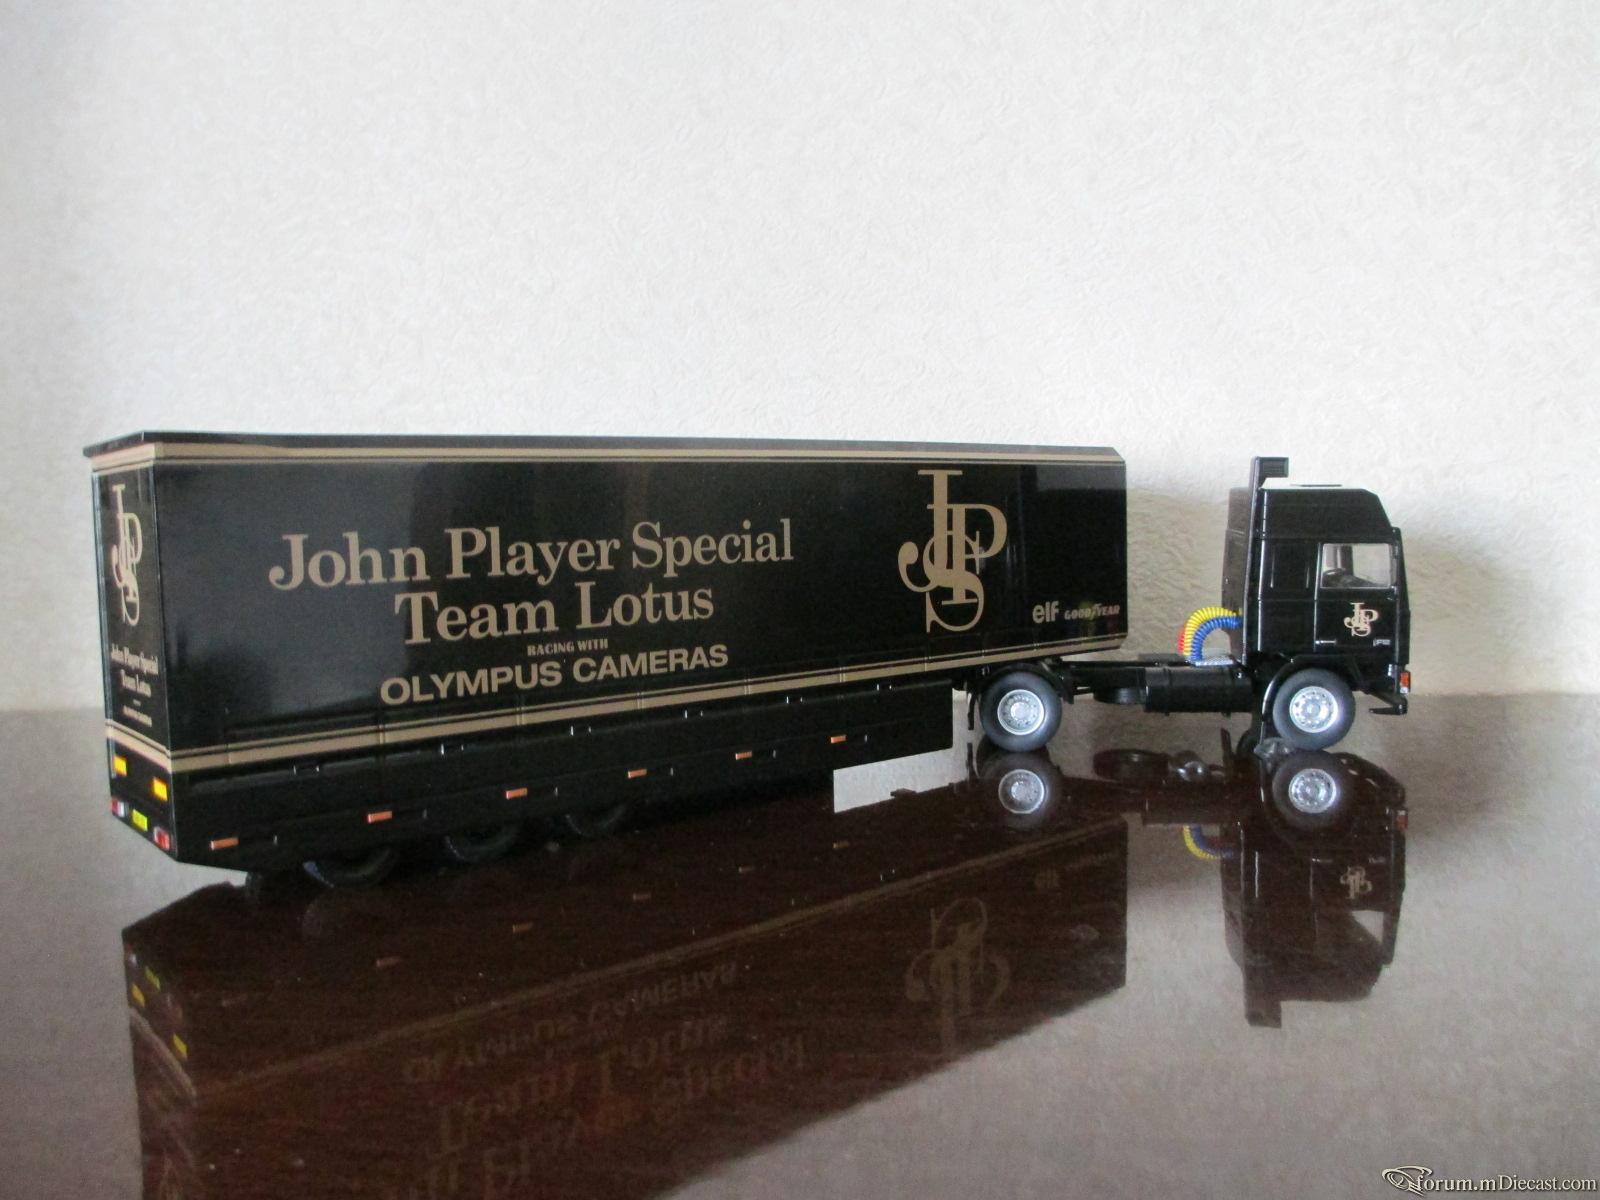 John Player Special
Team Lotus
RACING WITH
OLYMPUS CAMERAS
JPS
elf GOODYEAR
JPS
John Player Special
Team Lotus
JPS
F12
forum.mDiecast.com